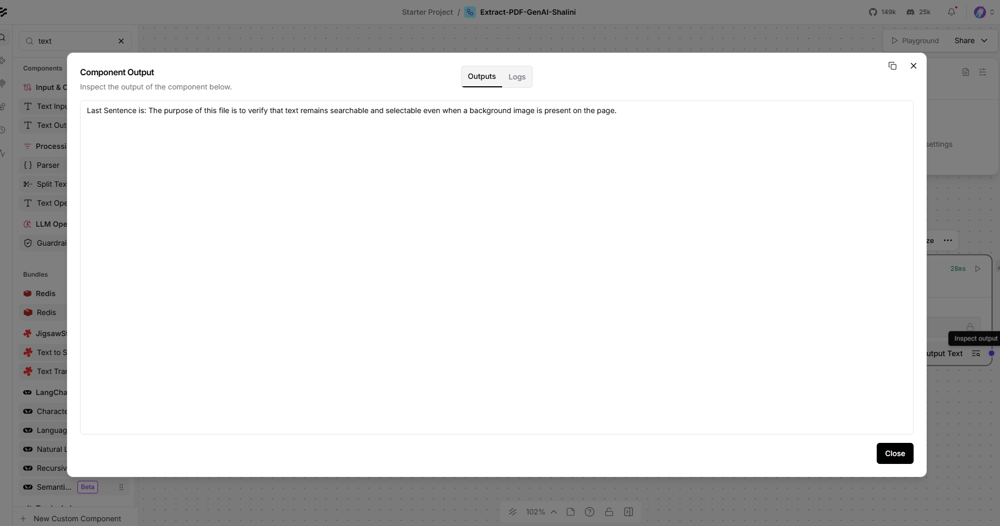 Starter Project / Extract-PDF-GenAI-Shalini
149k
25k
text
Playground
Share
Components
Input & O
Text Inpu
Text Out
Processi
Parser
Split Tex
Text Ope
LLM Ope
Guardrai
Bundles
Redis
Redis
JigsawSt
Text to S
Text Tran
LangCha
Characte
Languag
Natural L
Recursiv
Semanti...
Beta
New Custom Component
Component Output
Inspect the output of the component below.
Outputs
Logs
Last Sentence is: The purpose of this file is to verify that text remains searchable and selectable even when a background image is present on the page.
Close
settings
ze
28ms
Inspect output
utput Text
102%